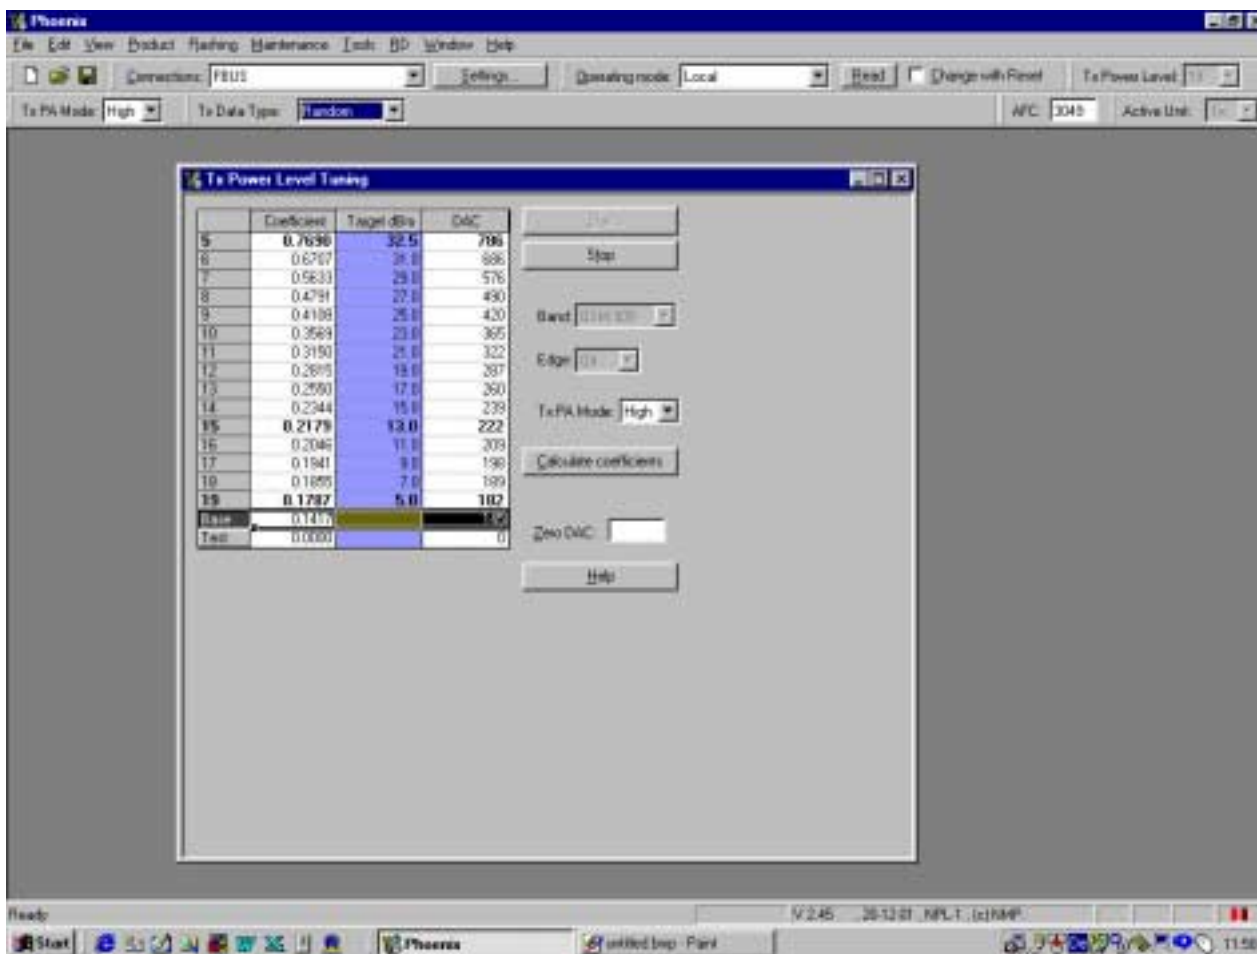 Phoenix
File Edit View Product Flashing Maintenance Tools BD Window Help
Connections: FBUS Settings... Operating mode: Local Read Change with Reset Tx Power Level:
Tx PA Mode: High Tx Data Type: Random AFC: 3049 Active Unit:
Tx Power Level Tuning
Coefficient Target dBm DAC
5 0.7690 32.5 786
6 0.6707 31.0 686
7 0.5633 29.0 576
8 0.4791 27.0 490
9 0.4108 25.0 420
10 0.3569 23.0 365
11 0.3150 21.0 322
12 0.2815 19.0 287
13 0.2550 17.0 260
14 0.2344 15.0 239
15 0.2179 13.0 222
16 0.2046 11.0 209
17 0.1941 9.0 198
18 0.1855 7.0 189
19 0.1787 5.0 182
Base 0.1417
Test 0.0000 0
Stop
Band:
Edge:
Tx PA Mode: High
Calculate coefficients
Zero DAC:
Help
Ready V 2.45 NPL-1 (c) NMP
Start Phoenix untitled.bmp - Paint 11:58